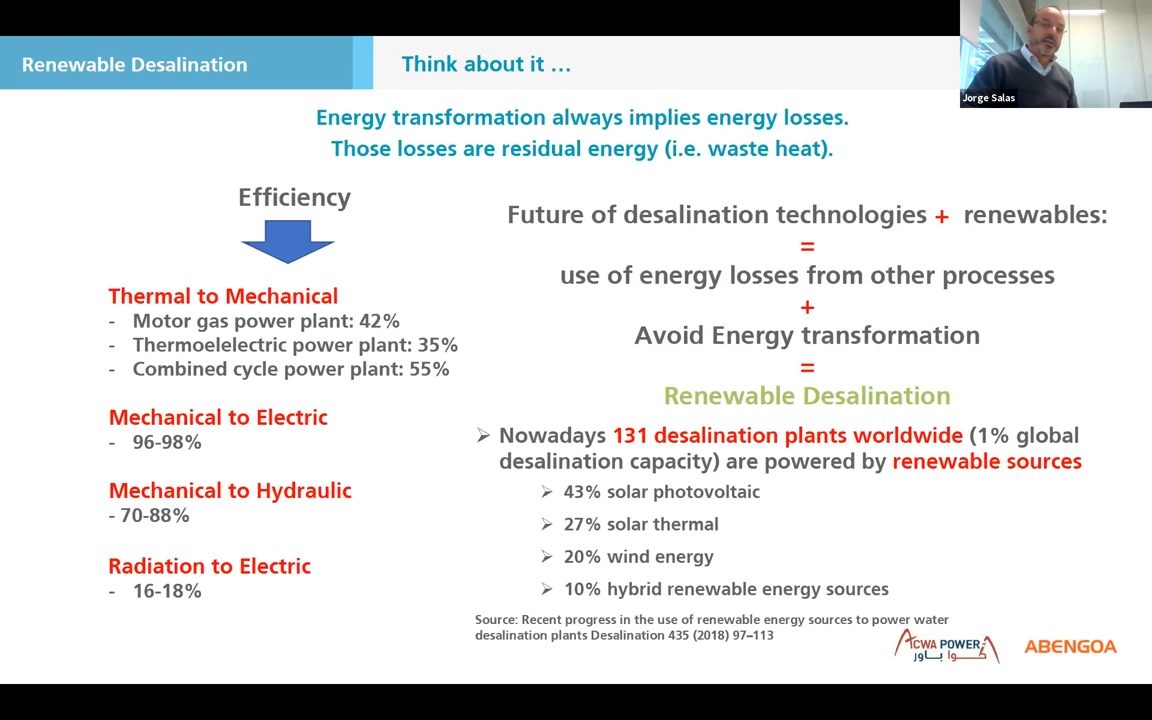 Renewable Desalination
Think about it …
Jorge Salas
Energy transformation always implies energy losses.
Those losses are residual energy (i.e. waste heat).
Efficiency
Thermal to Mechanical
- Motor gas power plant: 42%
- Thermoelelectric power plant: 35%
- Combined cycle power plant: 55%
Mechanical to Electric
- 96-98%
Mechanical to Hydraulic
- 70-88%
Radiation to Electric
- 16-18%
Future of desalination technologies + renewables:
=
use of energy losses from other processes
+
Avoid Energy transformation
=
Renewable Desalination
➢ Nowadays 131 desalination plants worldwide (1% global
desalination capacity) are powered by renewable sources
➢ 43% solar photovoltaic
➢ 27% solar thermal
➢ 20% wind energy
➢ 10% hybrid renewable energy sources
Source: Recent progress in the use of renewable energy sources to power water
desalination plants Desalination 435 (2018) 97–113
ACWA POWER
أكوا باور
ABENGOA